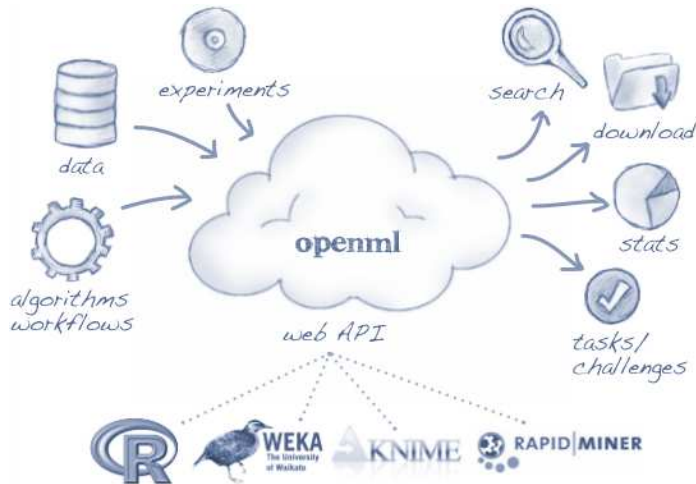 experiments
search
data
download
openml
stats
algorithms
workflows
web API
tasks/
challenges
R
WEKA
The University
of Waikato
KNIME
RAPID|MINER